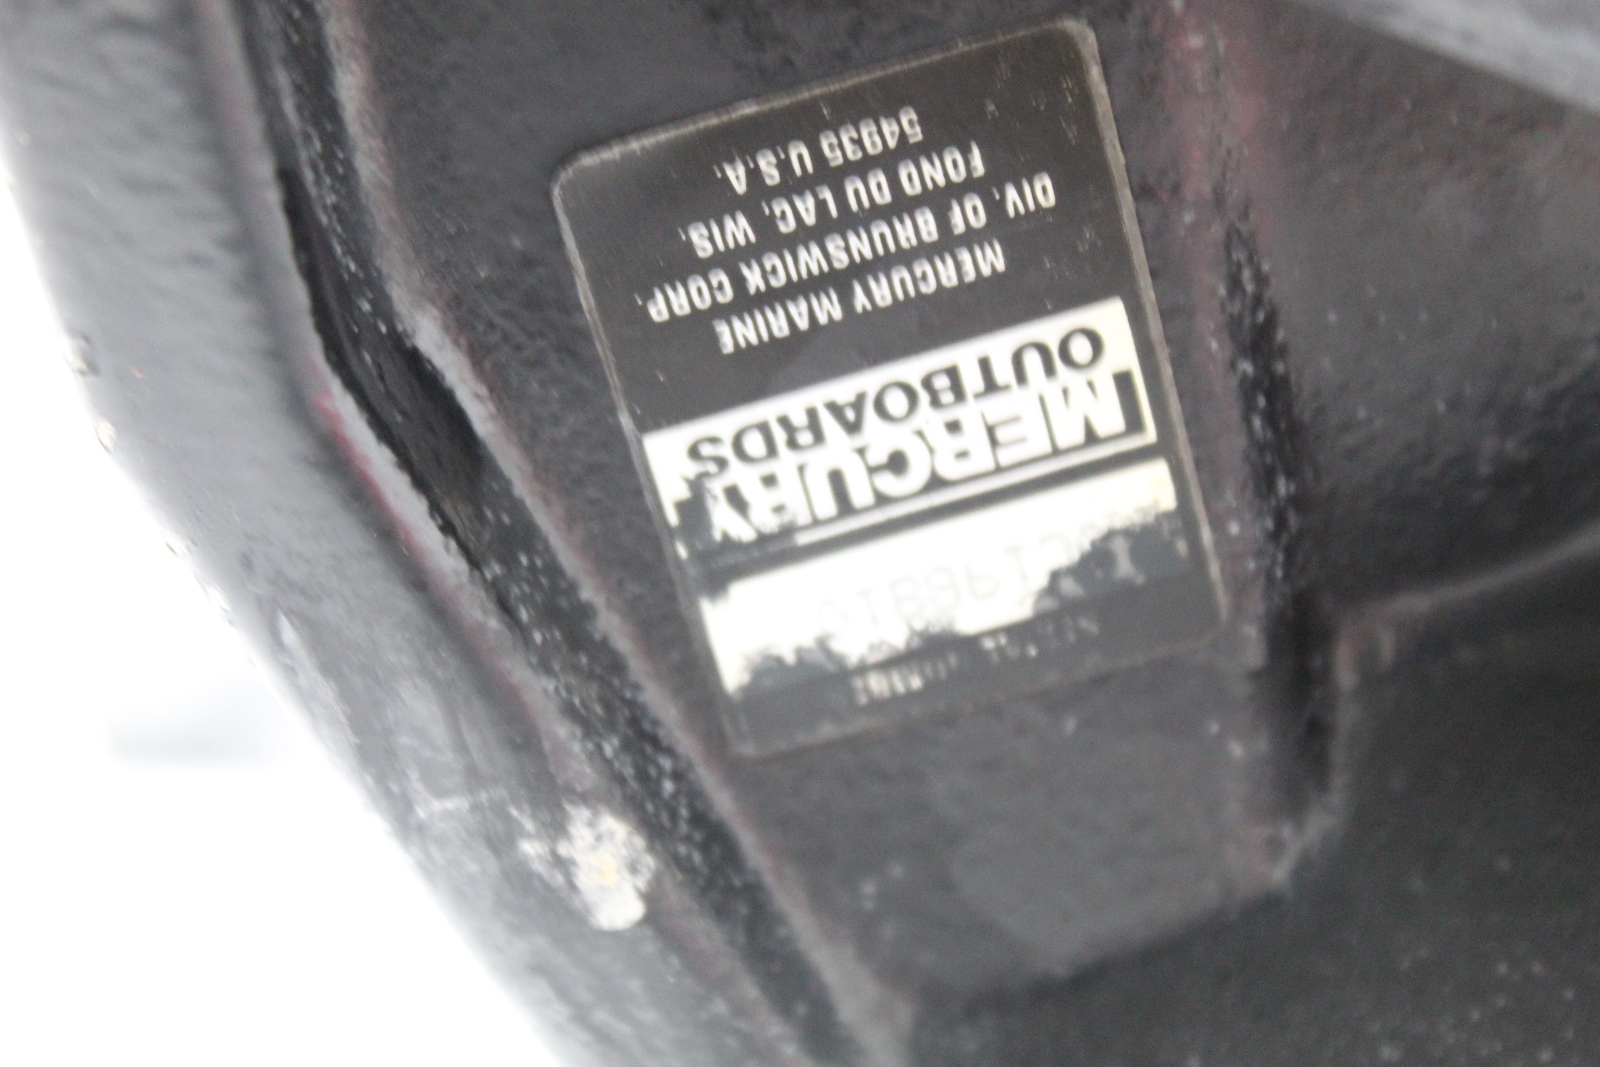 MERCURY
OUTBOARDS
MERCURY MARINE
DIV. OF BRUNSWICK CORP.
FOND DU LAC, WIS.
54935 U.S.A.